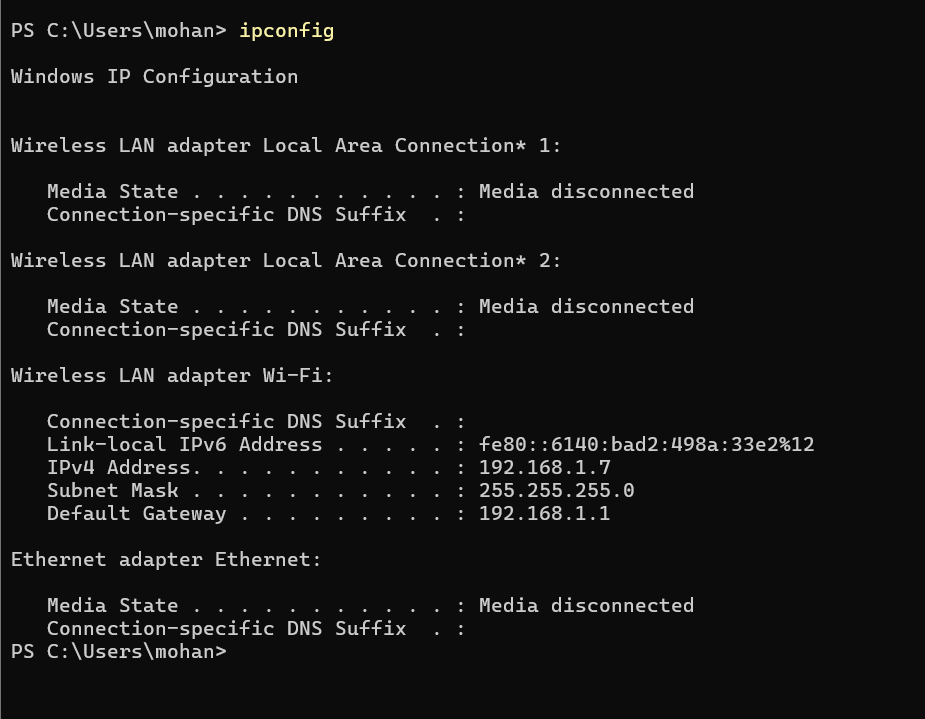 PS C:\Users\mohan> ipconfig
Windows IP Configuration
Wireless LAN adapter Local Area Connection* 1:
   Media State . . . . . . . . . . . : Media disconnected
   Connection-specific DNS Suffix  . :
Wireless LAN adapter Local Area Connection* 2:
   Media State . . . . . . . . . . . : Media disconnected
   Connection-specific DNS Suffix  . :
Wireless LAN adapter Wi-Fi:
   Connection-specific DNS Suffix  . :
   Link-local IPv6 Address . . . . . : fe80::6140:bad2:498a:33e2%12
   IPv4 Address. . . . . . . . . . . : 192.168.1.7
   Subnet Mask . . . . . . . . . . . : 255.255.255.0
   Default Gateway . . . . . . . . . : 192.168.1.1
Ethernet adapter Ethernet:
   Media State . . . . . . . . . . . : Media disconnected
   Connection-specific DNS Suffix  . :
PS C:\Users\mohan>